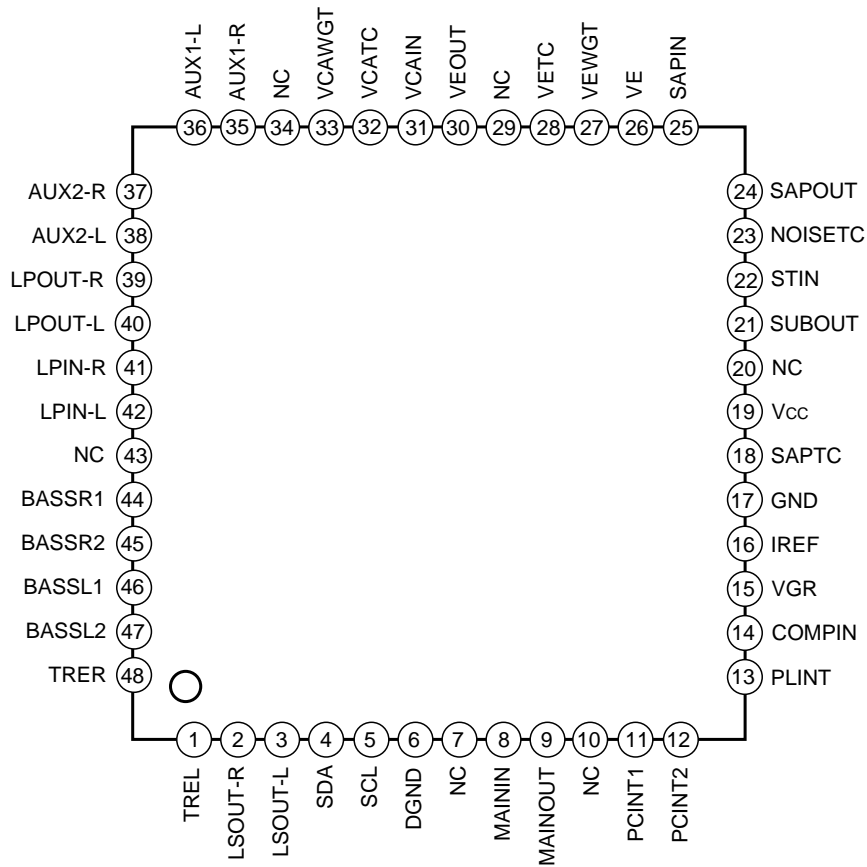 AUX1-L
AUX1-R
NC
VCAWGT
VCATC
VCAIN
VEOUT
NC
VETC
VEWGT
VE
SAPIN
36 35 34 33 32 31 30 29 28 27 26 25
AUX2-R 37
AUX2-L 38
LPOUT-R 39
LPOUT-L 40
LPIN-R 41
LPIN-L 42
NC 43
BASSR1 44
BASSR2 45
BASSL1 46
BASSL2 47
TRER 48
24 SAPOUT
23 NOISETC
22 STIN
21 SUBOUT
20 NC
19 Vcc
18 SAPTC
17 GND
16 IREF
15 VGR
14 COMPIN
13 PLINT
1 2 3 4 5 6 7 8 9 10 11 12
TREL
LSOUT-R
LSOUT-L
SDA
SCL
DGND
NC
MAININ
MAINOUT
NC
PCINT1
PCINT2